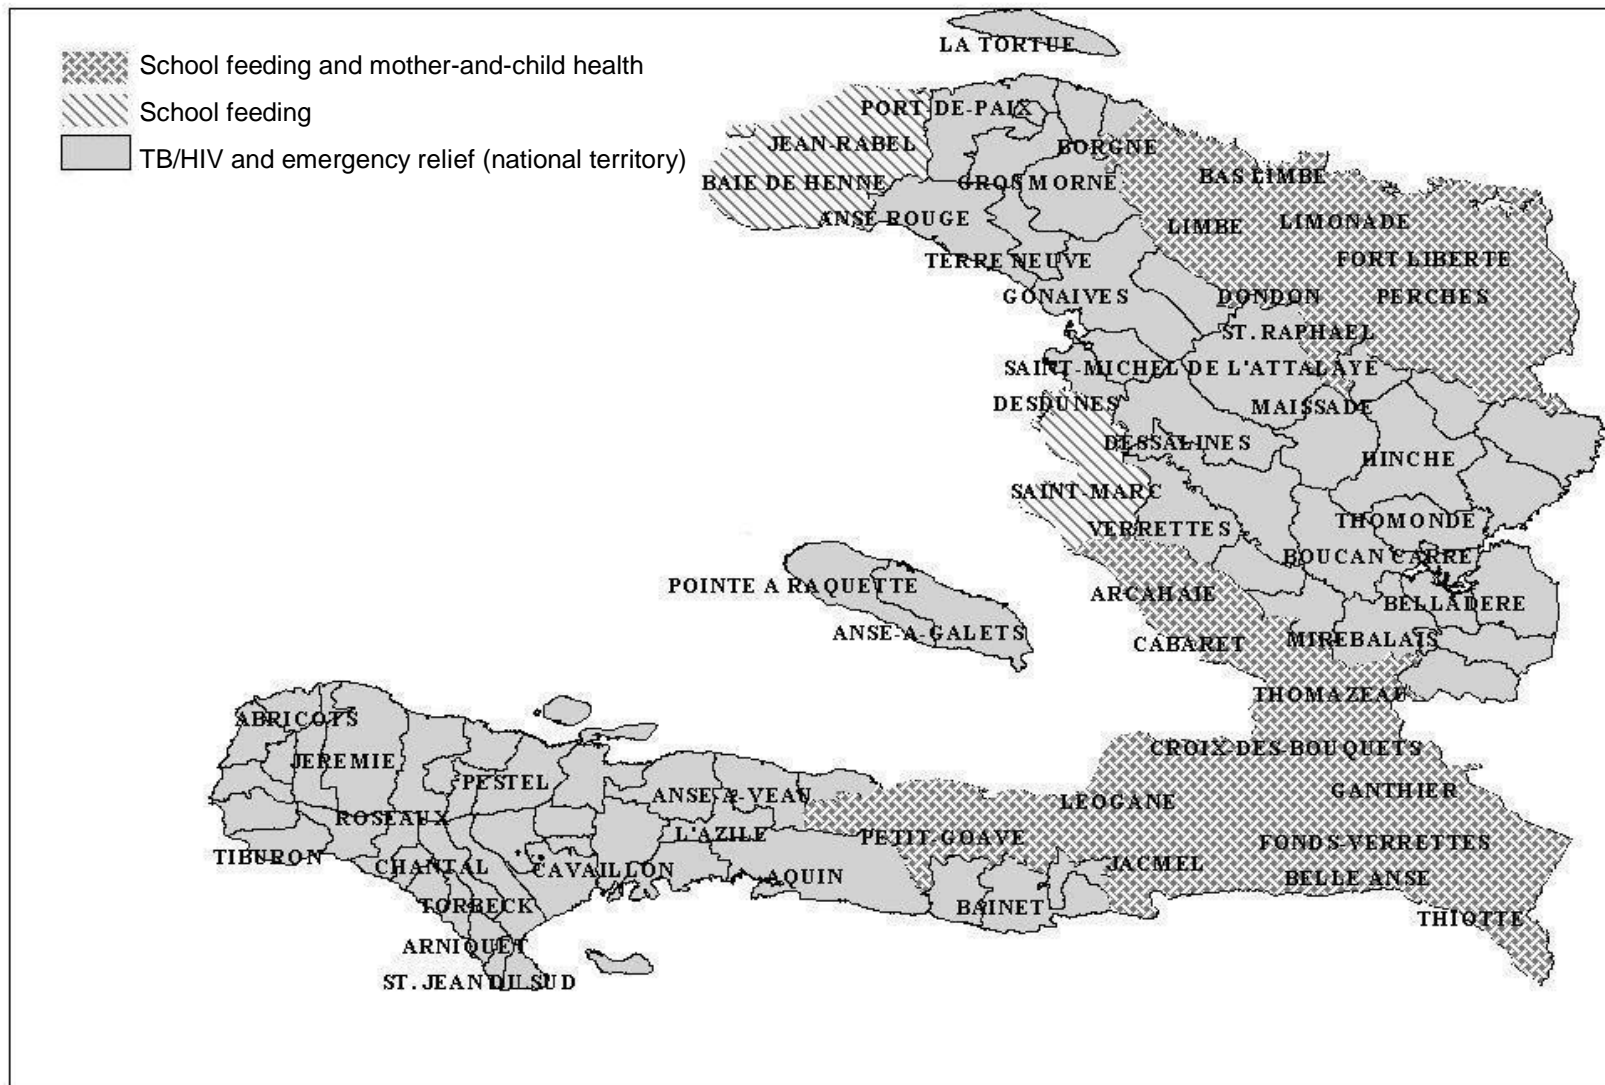 LA TORTUE
School feeding and mother-and-child health
School feeding
TB/HIV and emergency relief (national territory)
PORT-DE-PAIX
JEAN-RABEL
BORGNE
BAS LIMBE
BAIE DE HENNE
GROS MORNE
ANSE ROUGE
LIMBE
LIMONADE
TERRE NEUVE
FORT LIBERTE
GONAIVES
DONDON
PERCHES
ST. RAPHAEL
SAINT-MICHEL DE L'ATTALAYE
DESDUNES
MAISSADE
DESSALINES
HINCHE
SAINT-MARC
VERRETTES
THOMONDE
BOUCAN CARRE
POINTE A RAQUETTE
ARCAHAIE
BELLADERE
ANSE-A-GALETS
CABARET
MIREBALAIS
THOMAZEAU
ABRICOTS
CROIX-DES-BOUQUETS
JEREMIE
PESTEL
ANSE-A-VEAU
LEOGANE
GANTHIER
ROSEAUX
L'AZILE
PETIT-GOAVE
FONDS-VERRETTES
TIBURON
CHANTAL
CAVAILLON
AQUIN
JACMEL
BELLE ANSE
TORBECK
BAINET
THIOTTE
ARNIQUET
ST. JEAN DU SUD